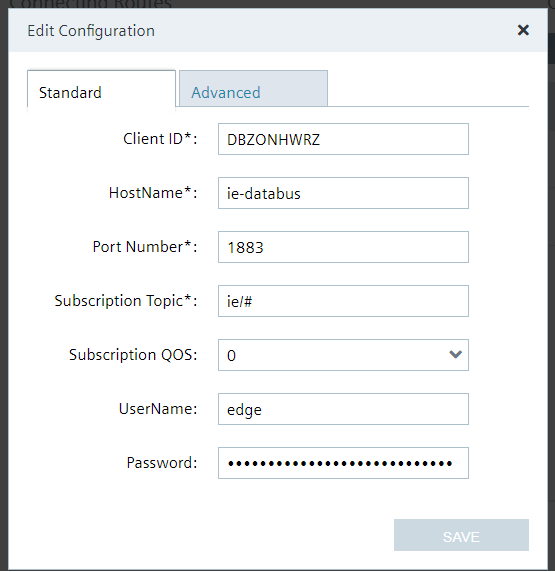 Connecting Routes
Edit Configuration ×
Standard Advanced
Client ID*: DBZONHWRZ
HostName*: ie-databus
Port Number*: 1883
Subscription Topic*: ie/#
Subscription QOS: 0
UserName: edge
Password: ••••••••••••••••••••••••••••
SAVE